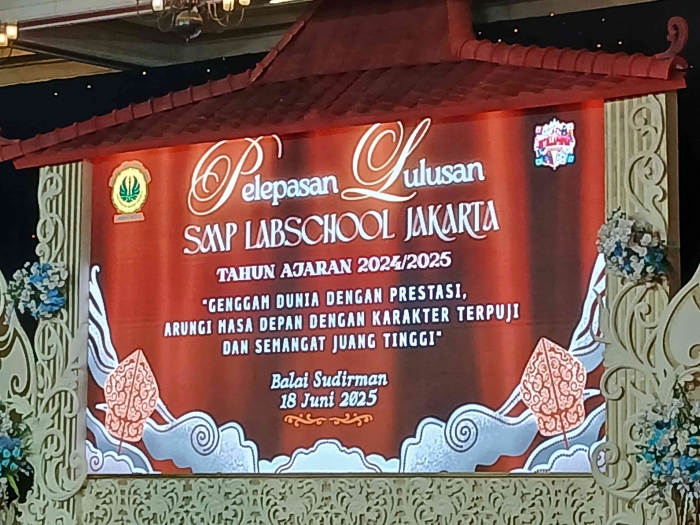 Pelepasan Lulusan
SMP LABSCHOOL JAKARTA
TAHUN AJARAN 2024/2025
"GENGGAM DUNIA DENGAN PRESTASI,
ARUNGI MASA DEPAN DENGAN KARAKTER TERPUJI
DAN SEMANGAT JUANG TINGGI"
Balai Sudirman
18 Juni 2025